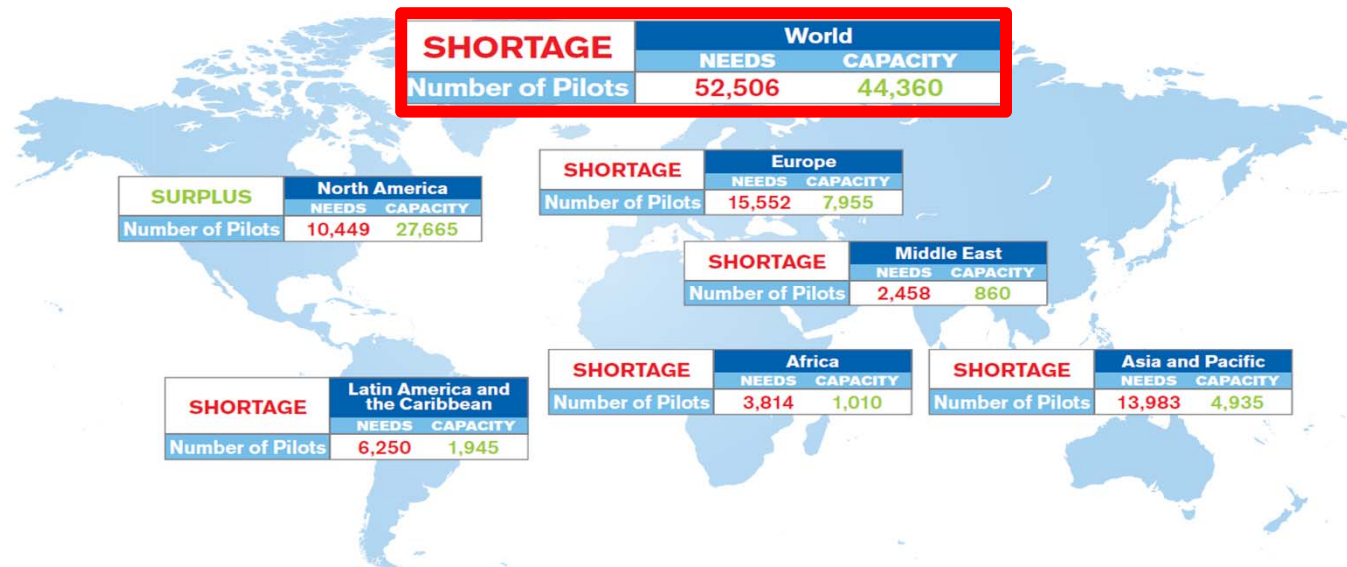 SHORTAGE World
NEEDS CAPACITY
Number of Pilots 52,506 44,360
SURPLUS North America
NEEDS CAPACITY
Number of Pilots 10,449 27,665
SHORTAGE Europe
NEEDS CAPACITY
Number of Pilots 15,552 7,955
SHORTAGE Middle East
NEEDS CAPACITY
Number of Pilots 2,458 860
SHORTAGE Latin America and
the Caribbean
NEEDS CAPACITY
Number of Pilots 6,250 1,945
SHORTAGE Africa
NEEDS CAPACITY
Number of Pilots 3,814 1,010
SHORTAGE Asia and Pacific
NEEDS CAPACITY
Number of Pilots 13,983 4,935